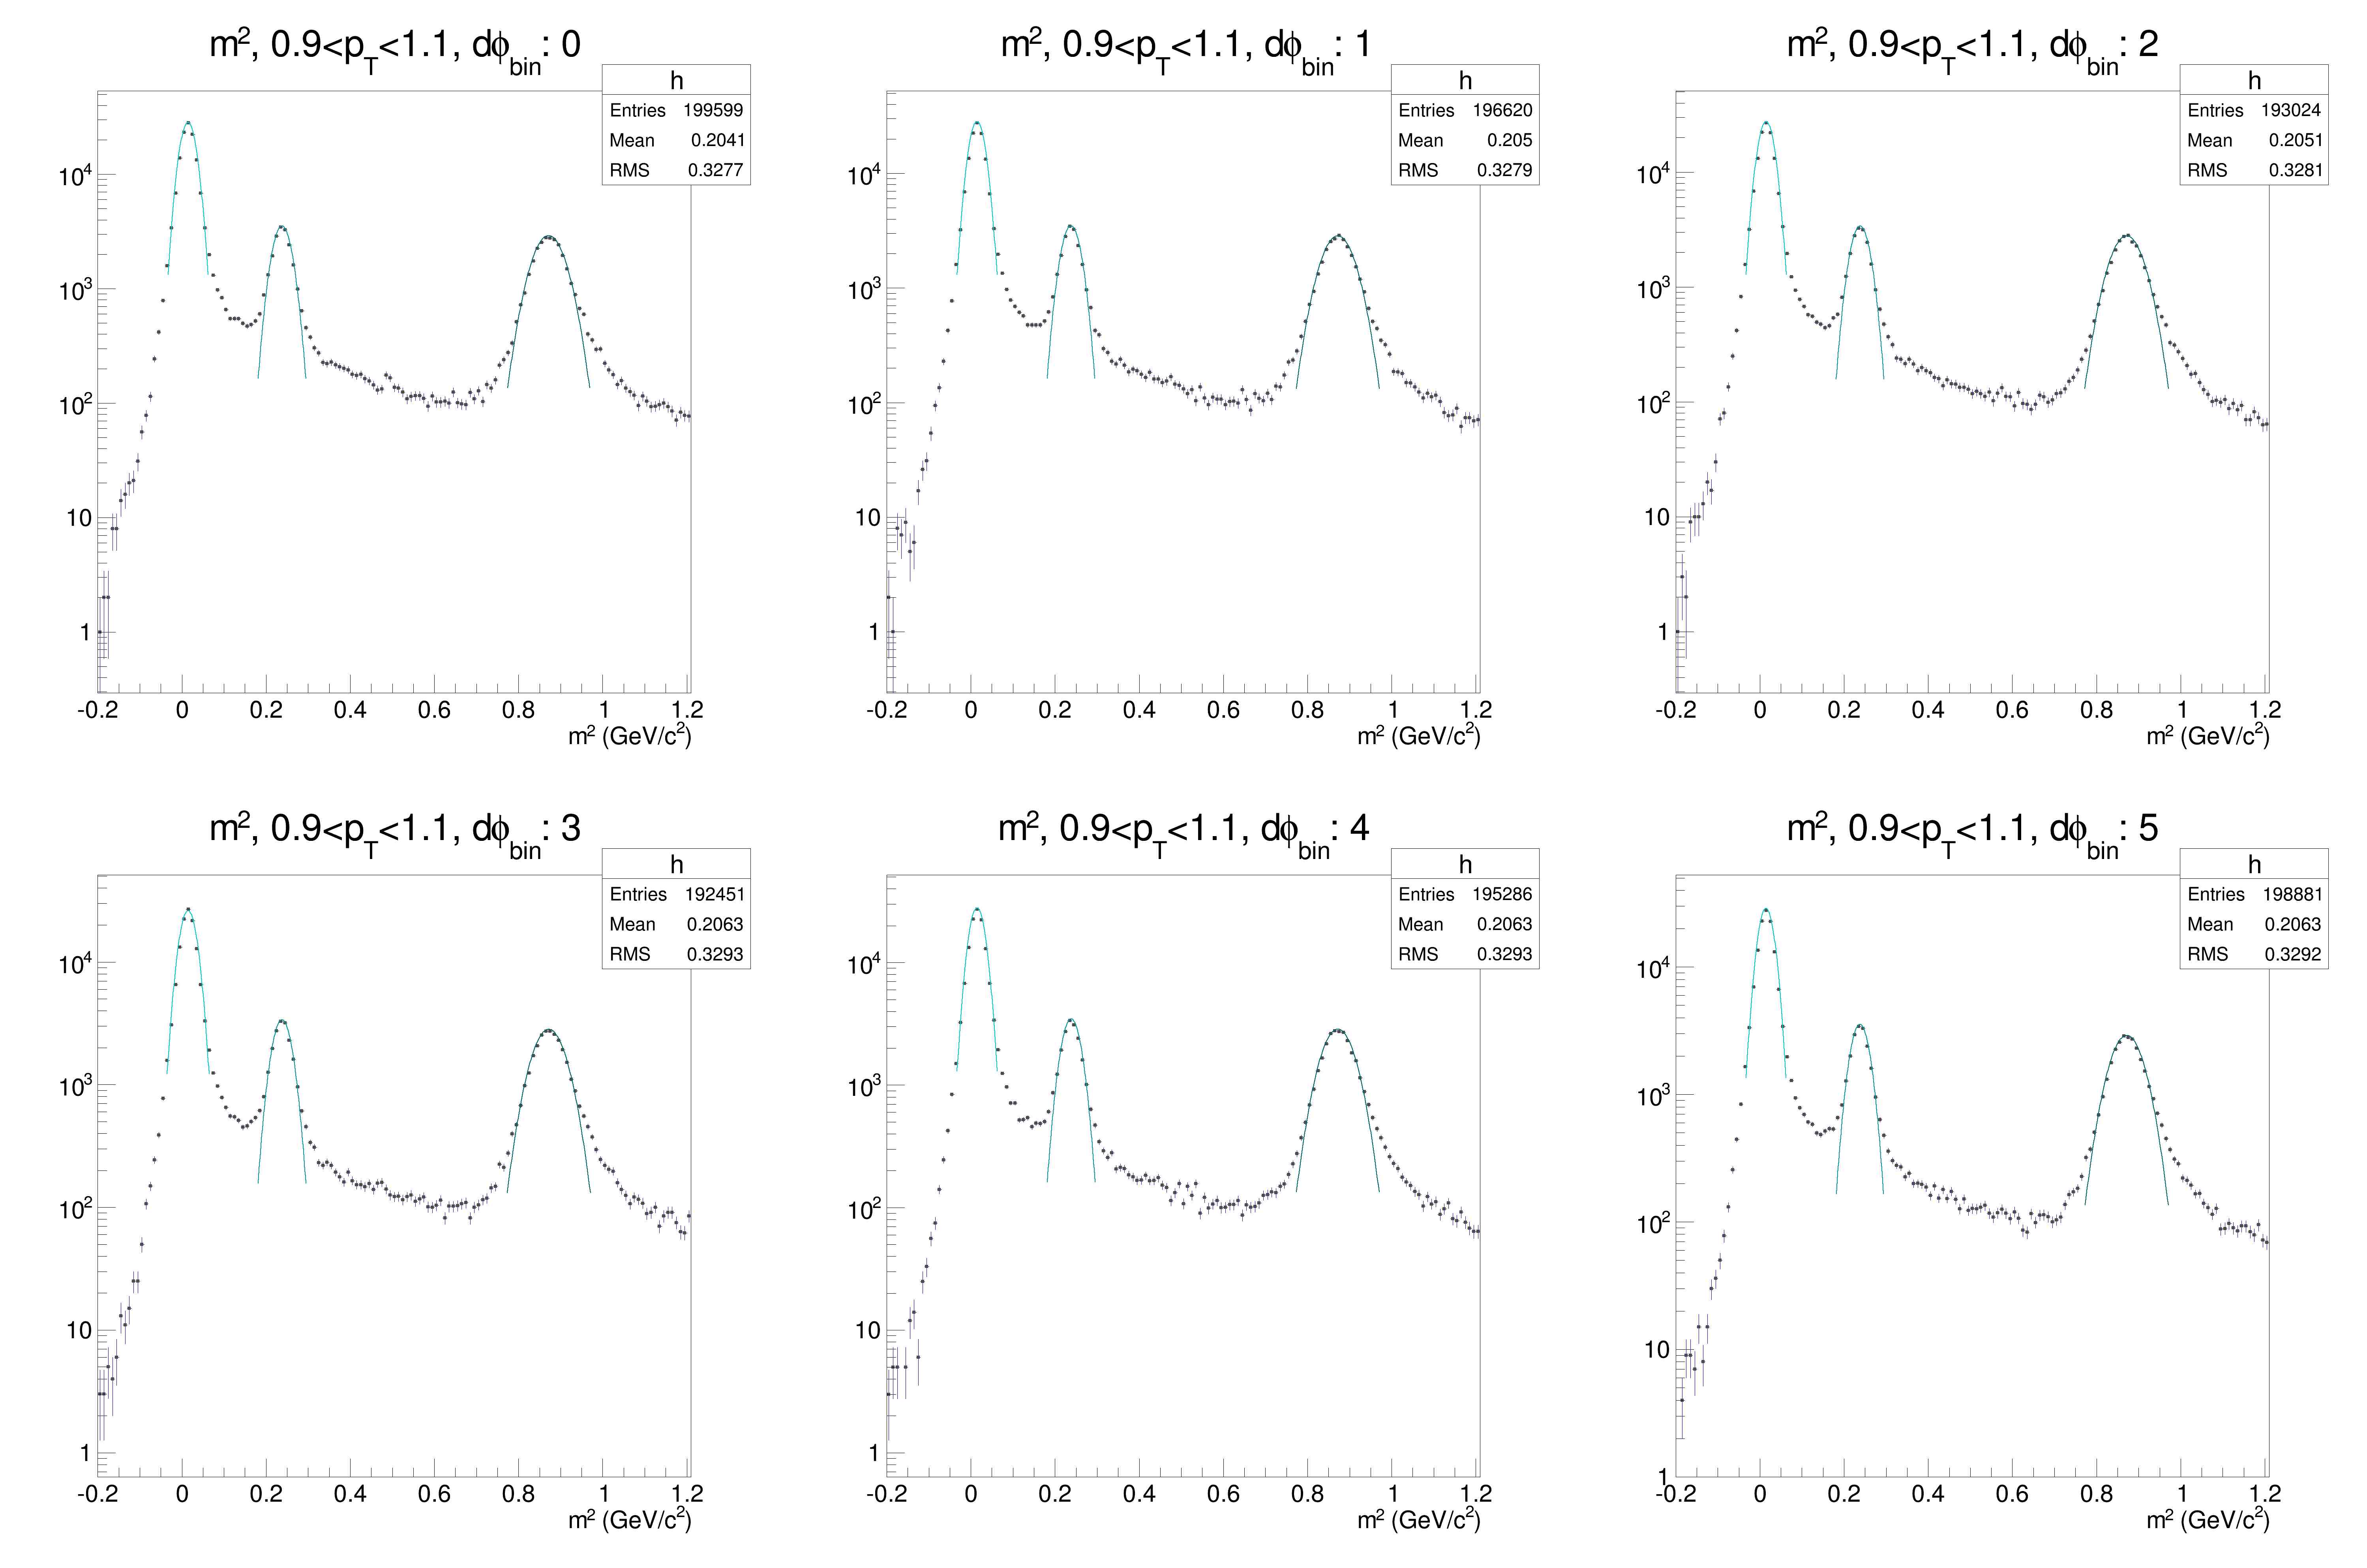 m², 0.9<p_T<1.1, dϕ_bin: 0
h
Entries 199599
Mean 0.2041
RMS 0.3277
10⁴
10³
10²
10
1
-0.2 0 0.2 0.4 0.6 0.8 1 1.2
m² (GeV/c²)
m², 0.9<p_T<1.1, dϕ_bin: 1
h
Entries 196620
Mean 0.205
RMS 0.3279
10⁴
10³
10²
10
1
-0.2 0 0.2 0.4 0.6 0.8 1 1.2
m² (GeV/c²)
m², 0.9<p_T<1.1, dϕ_bin: 2
h
Entries 193024
Mean 0.2051
RMS 0.3281
10⁴
10³
10²
10
1
-0.2 0 0.2 0.4 0.6 0.8 1 1.2
m² (GeV/c²)
m², 0.9<p_T<1.1, dϕ_bin: 3
h
Entries 192451
Mean 0.2063
RMS 0.3293
10⁴
10³
10²
10
1
-0.2 0 0.2 0.4 0.6 0.8 1 1.2
m² (GeV/c²)
m², 0.9<p_T<1.1, dϕ_bin: 4
h
Entries 195286
Mean 0.2063
RMS 0.3293
10⁴
10³
10²
10
1
-0.2 0 0.2 0.4 0.6 0.8 1 1.2
m² (GeV/c²)
m², 0.9<p_T<1.1, dϕ_bin: 5
h
Entries 198881
Mean 0.2063
RMS 0.3292
10⁴
10³
10²
10
1
-0.2 0 0.2 0.4 0.6 0.8 1 1.2
m² (GeV/c²)